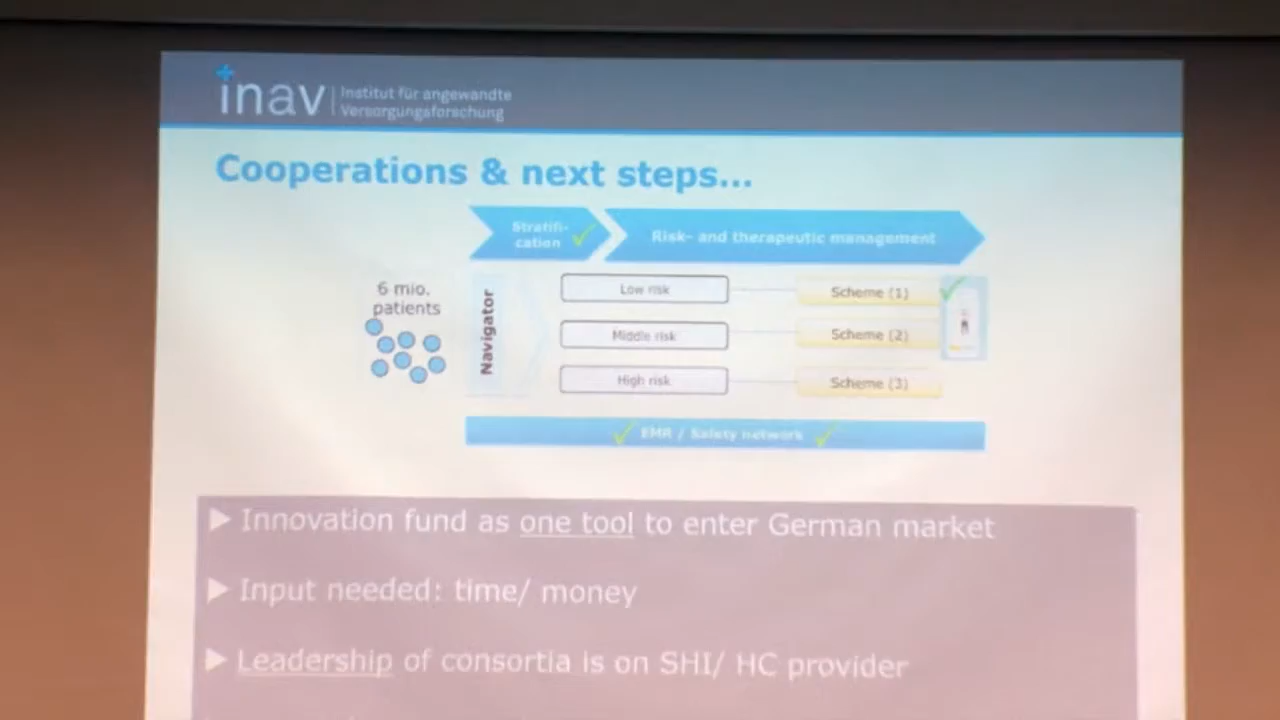 inav
Institut für angewandte
Versorgungsforschung
Cooperations & next steps...
Stratifi-
cation
Risk- and therapeutic management
6 mio.
patients
Navigator
Low risk
Scheme (1)
Middle risk
Scheme (2)
High risk
Scheme (3)
EMR / Safety network
Innovation fund as one tool to enter German market
Input needed: time/ money
Leadership of consortia is on SHI/ HC provider